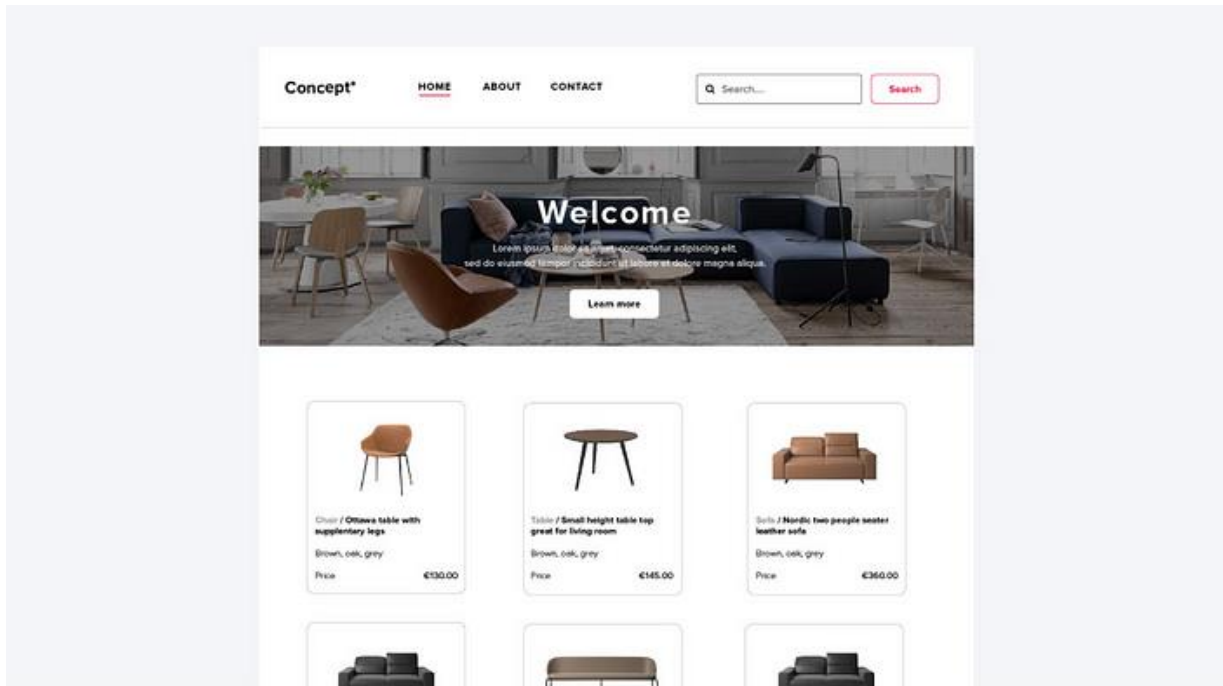 Concept*
HOME ABOUT CONTACT
Search...
Search
Welcome
Lorem ipsum dolor sit amet, consectetur adipiscing elit,
sed do eiusmod tempor incididunt ut labore et dolore magna aliqua.
Learn more
Chair / Ottawa table with
supplentary legs
Brown, oak, grey
Price €130.00
Table / Small height table top
great for living room
Brown, oak, grey
Price €145.00
Sofa / Nordic two people seater
leather sofa
Brown, oak, grey
Price €360.00